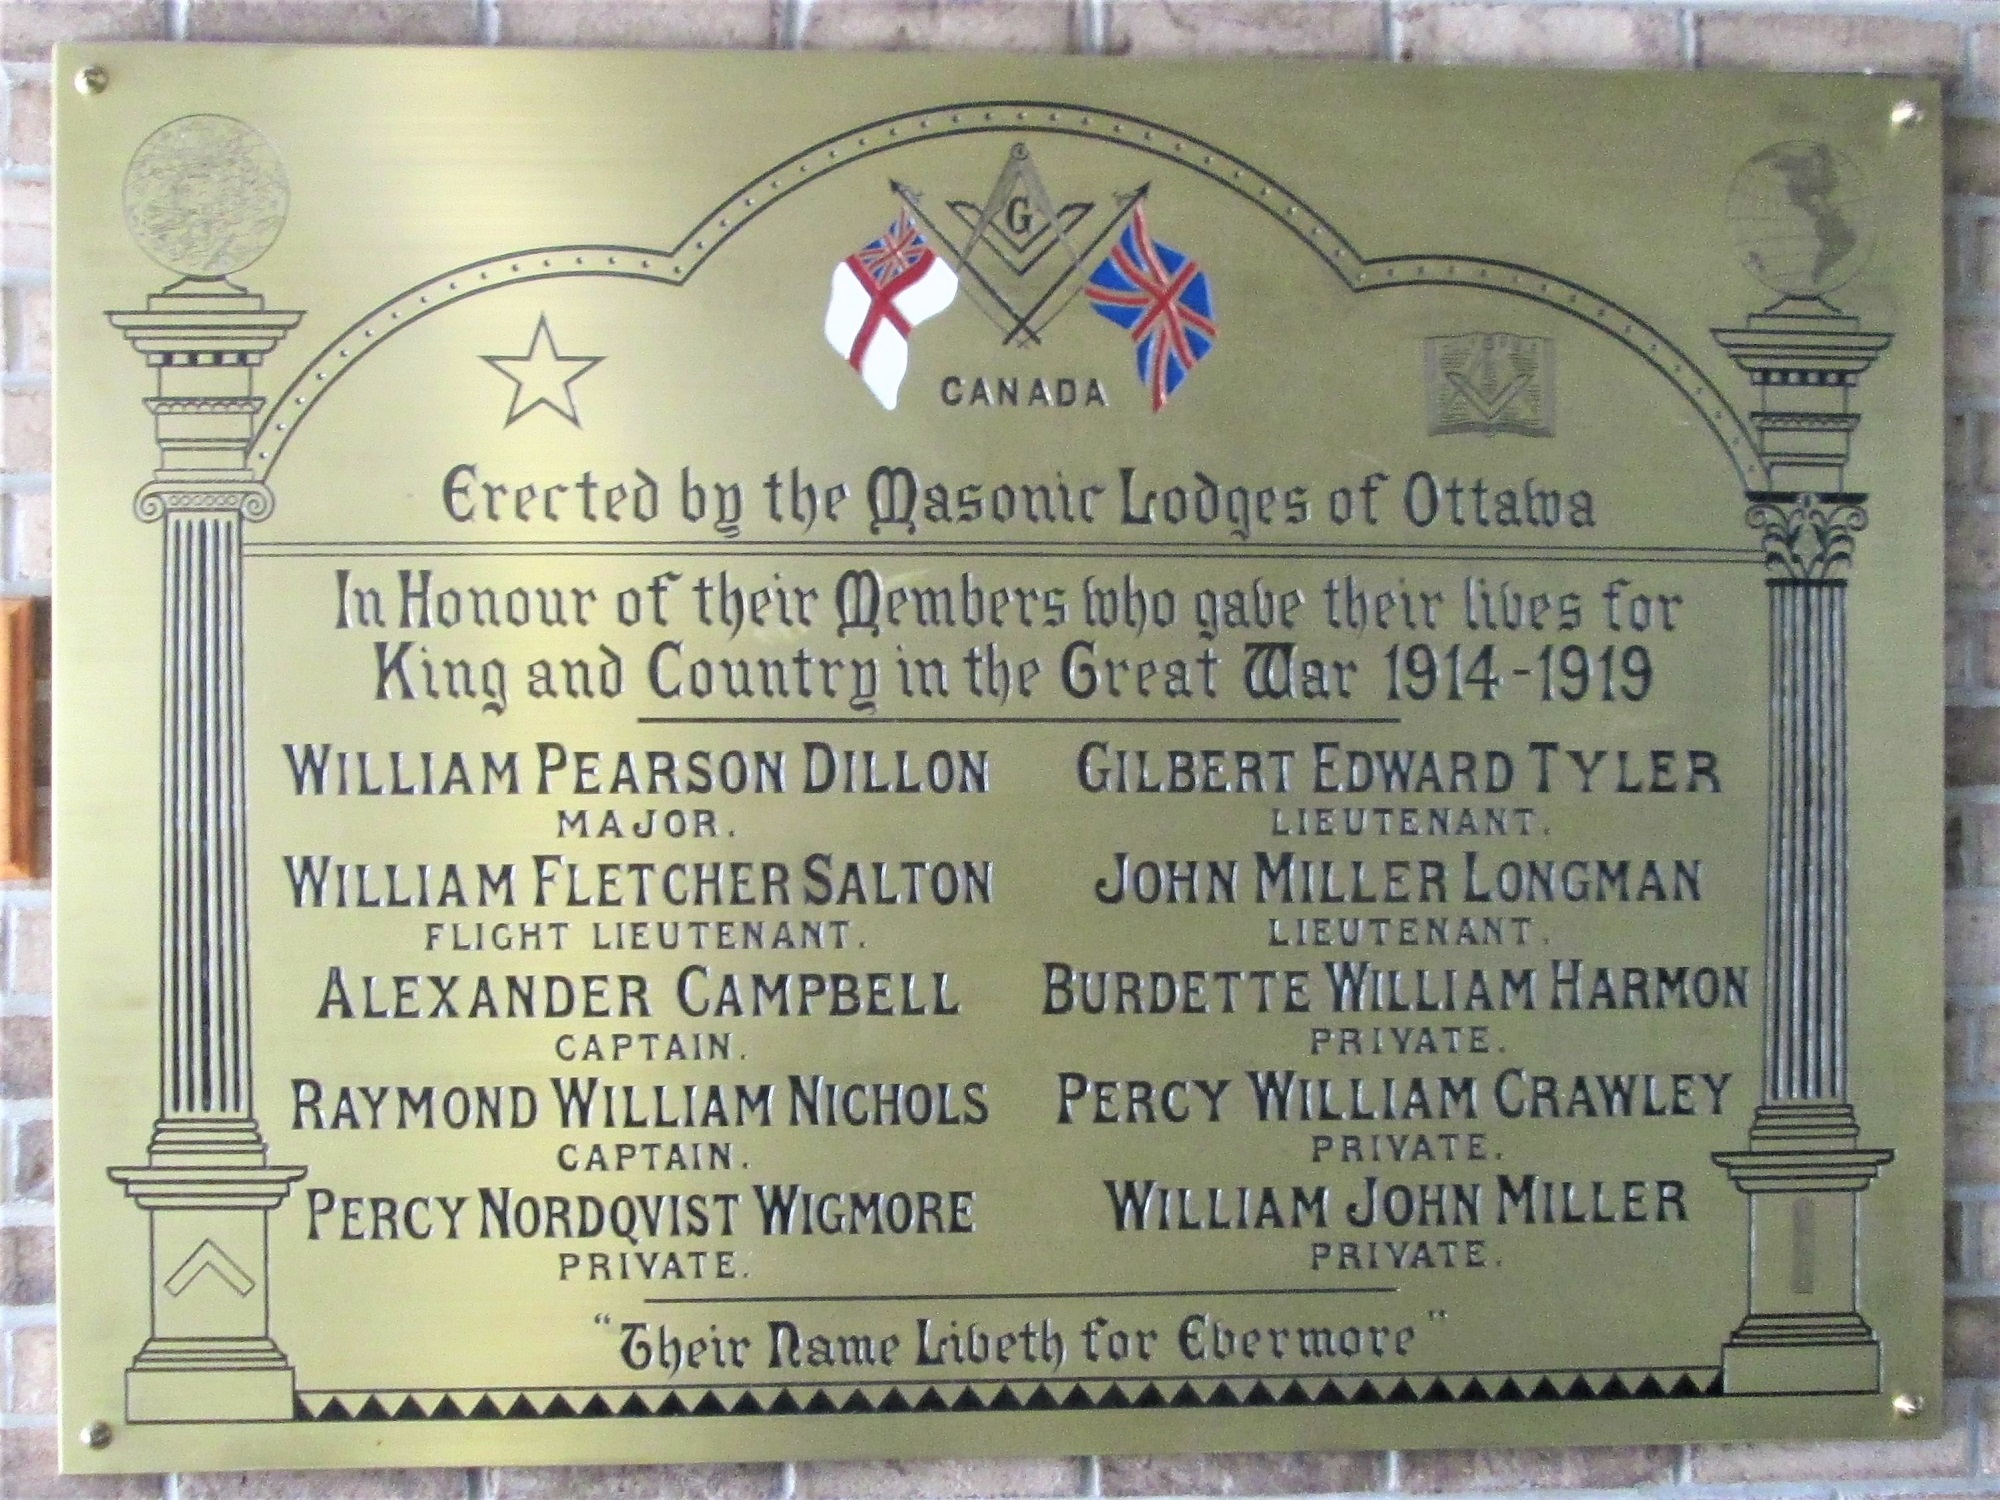 G
CANADA
Erected by the Masonic Lodges of Ottawa
In Honour of their Members who gave their lives for
King and Country in the Great War 1914-1919
WILLIAM PEARSON DILLON
MAJOR.
WILLIAM FLETCHER SALTON
FLIGHT LIEUTENANT.
ALEXANDER CAMPBELL
CAPTAIN.
RAYMOND WILLIAM NICHOLS
CAPTAIN.
PERCY NORDQVIST WIGMORE
PRIVATE.
GILBERT EDWARD TYLER
LIEUTENANT.
JOHN MILLER LONGMAN
LIEUTENANT.
BURDETTE WILLIAM HARMON
PRIVATE.
PERCY WILLIAM CRAWLEY
PRIVATE.
WILLIAM JOHN MILLER
PRIVATE.
"Their Name Liveth for Evermore"